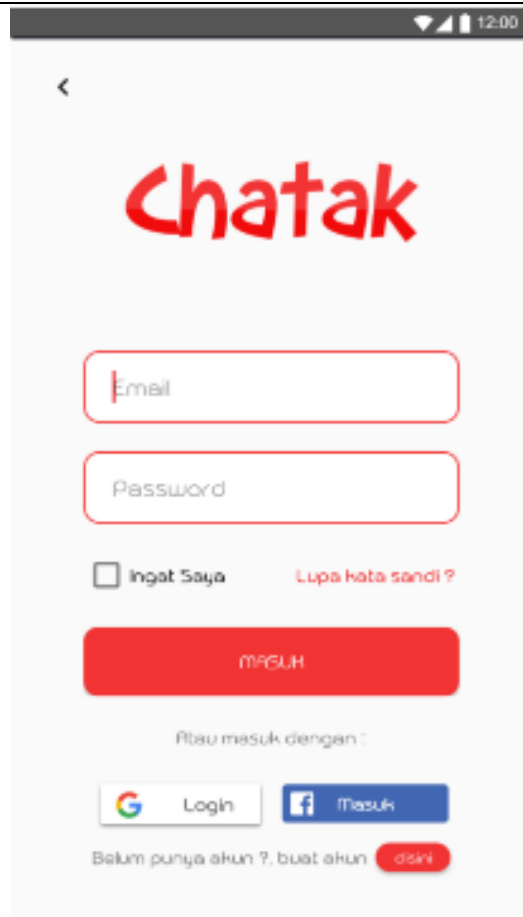 12:00
Chatak
Email
Password
Ingat Saya Lupa kata sandi ?
MASUK
Atau masuk dengan :
Login Masuk
Belum punya akun ?, buat akun disini